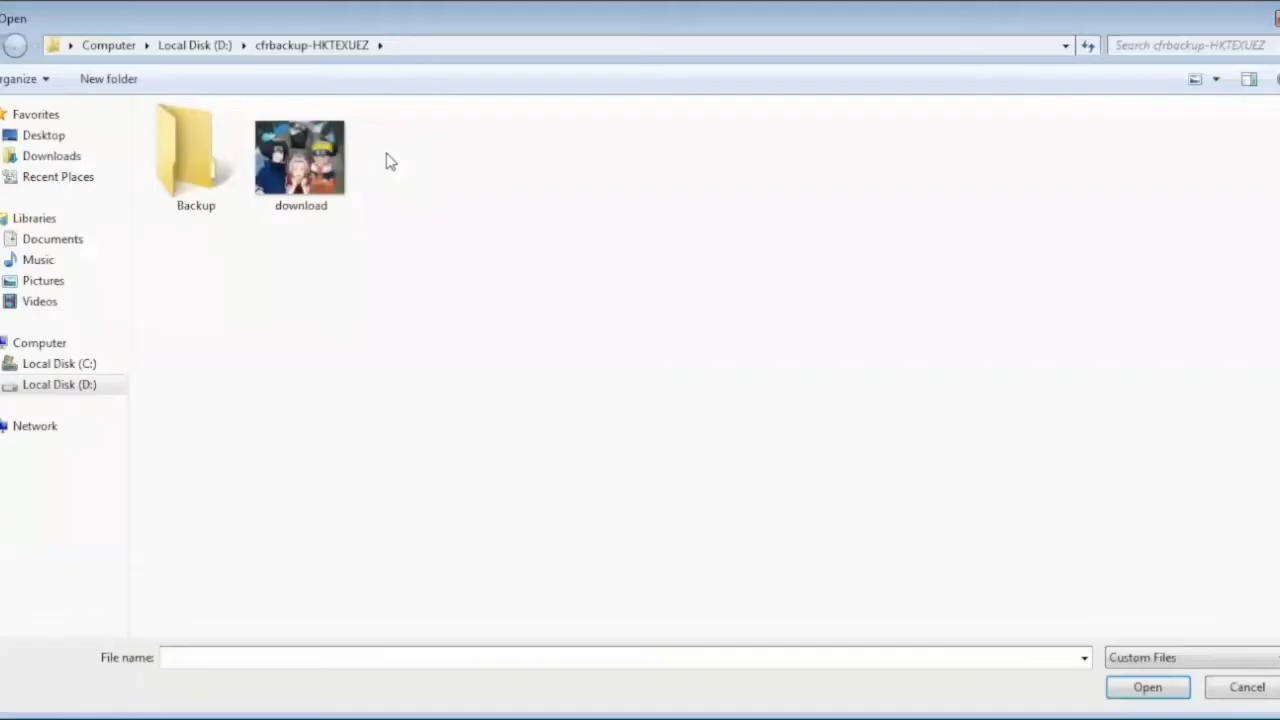 Open
Computer Local Disk (D:) cfrbackup-HKTEXUEZ
Search cfrbackup-HKTEXUEZ
rganize New folder
Favorites
Desktop
Downloads
Recent Places
Libraries
Documents
Music
Pictures
Videos
Computer
Local Disk (C:)
Local Disk (D:)
Network
Backup
download
File name:
Custom Files
Open Cancel